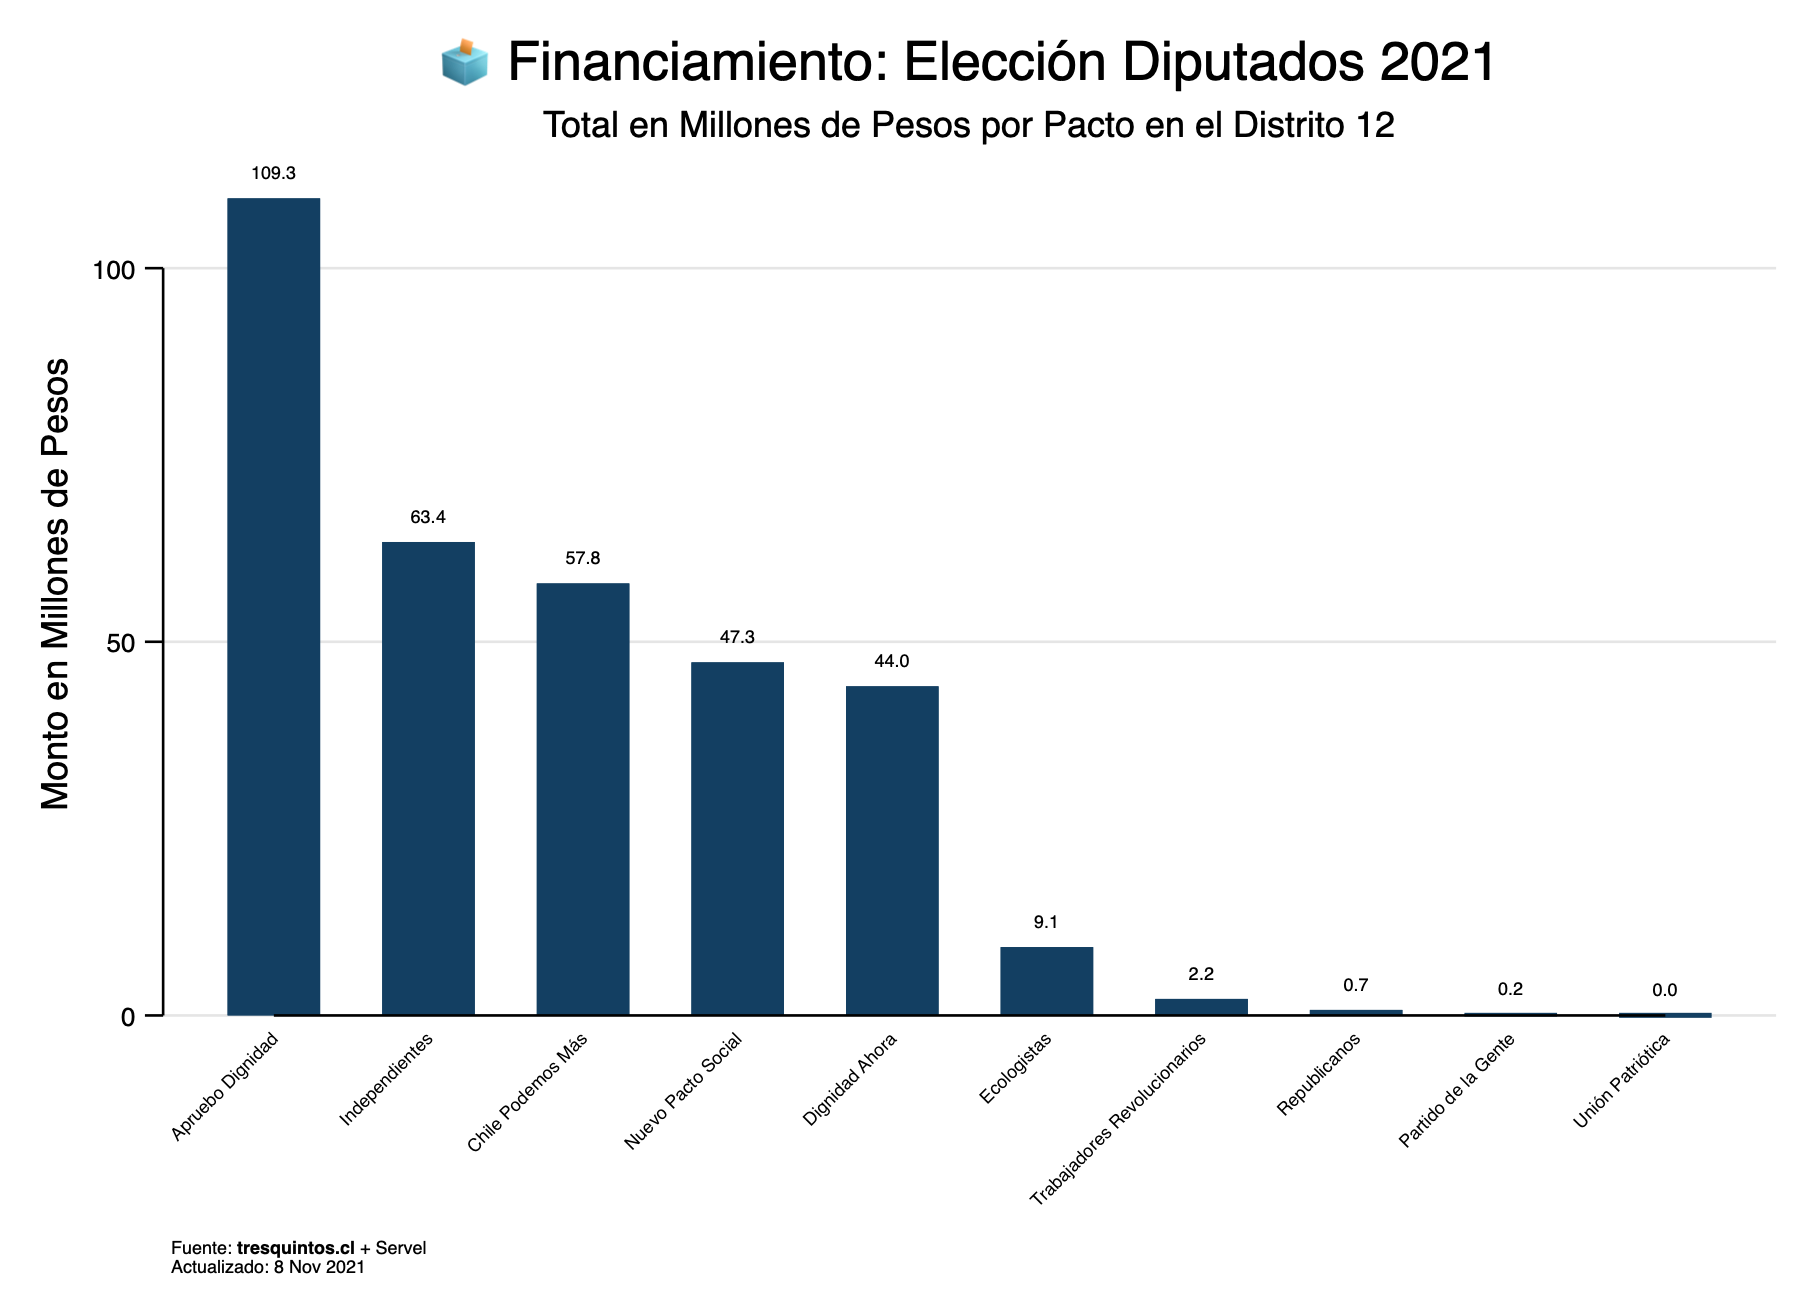 Financiamiento: Elección Diputados 2021
Total en Millones de Pesos por Pacto en el Distrito 12
Monto en Millones de Pesos
100
50
0
109.3
63.4
57.8
47.3
44.0
9.1
2.2
0.7
0.2
0.0
Apruebo Dignidad
Independientes
Chile Podemos Más
Nuevo Pacto Social
Dignidad Ahora
Ecologistas
Trabajadores Revolucionarios
Republicanos
Partido de la Gente
Unión Patriótica
Fuente: tresquintos.cl + Servel
Actualizado: 8 Nov 2021